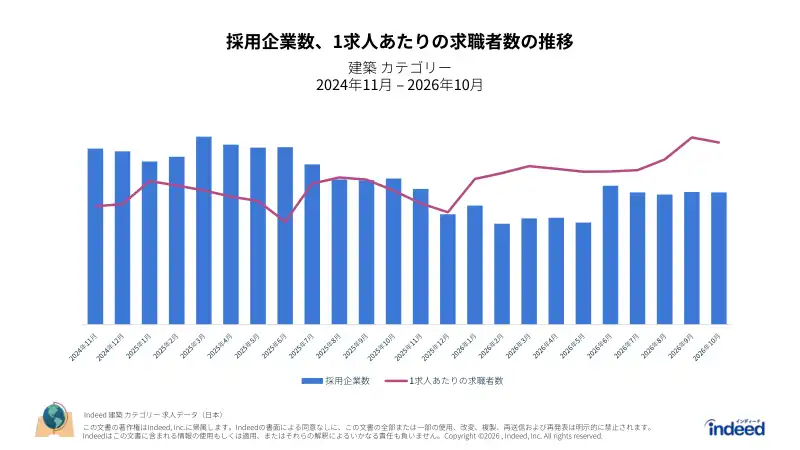 採用企業数、1求人あたりの求職者数の推移
建築 カテゴリー
2024年11月 – 2026年10月
2024年11月
2024年12月
2025年1月
2025年2月
2025年3月
2025年4月
2025年5月
2025年6月
2025年7月
2025年8月
2025年9月
2025年10月
2025年11月
2025年12月
2026年1月
2026年2月
2026年3月
2026年4月
2026年5月
2026年6月
2026年7月
2026年8月
2026年9月
2026年10月
採用企業数
1求人あたりの求職者数
Indeed 建築 カテゴリー 求人データ（日本）
この文書の著作権はIndeed, Inc.に帰属します。Indeedの書面による同意なしに、この文書の全部または一部の使用、改変、複製、再送信および再発表は明示的に禁止されます。
Indeedはこの文書に含まれる情報の使用もしくは適用、またはそれらの解釈によるいかなる責任も負いません。Copyright ©2026 , Indeed, Inc. All rights reserved.
インディード
indeed